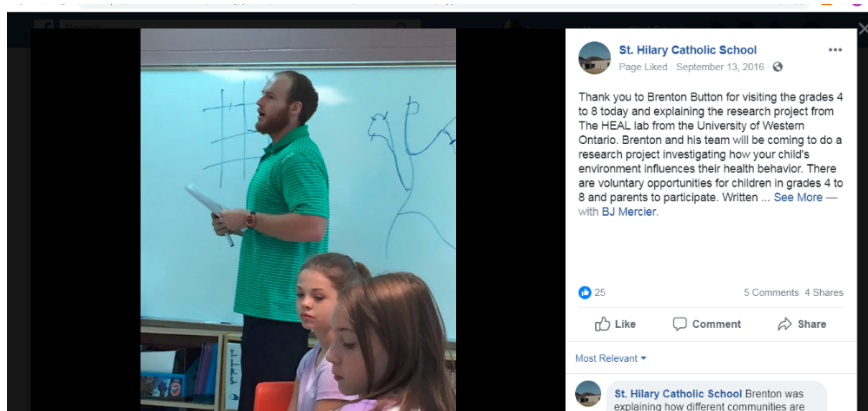 St. Hilary Catholic School
Page Liked · September 13, 2016 ·
Thank you to Brenton Button for visiting the grades 4
to 8 today and explaining the research project from
The HEAL lab from the University of Western
Ontario. Brenton and his team will be coming to do a
research project investigating how your child's
environment influences their health behavior. There
are voluntary opportunities for children in grades 4 to
8 and parents to participate. Written ... See More —
with BJ Mercier.
25
5 Comments 4 Shares
Like Comment Share
Most Relevant
St. Hilary Catholic School Brenton was
explaining how different communities are